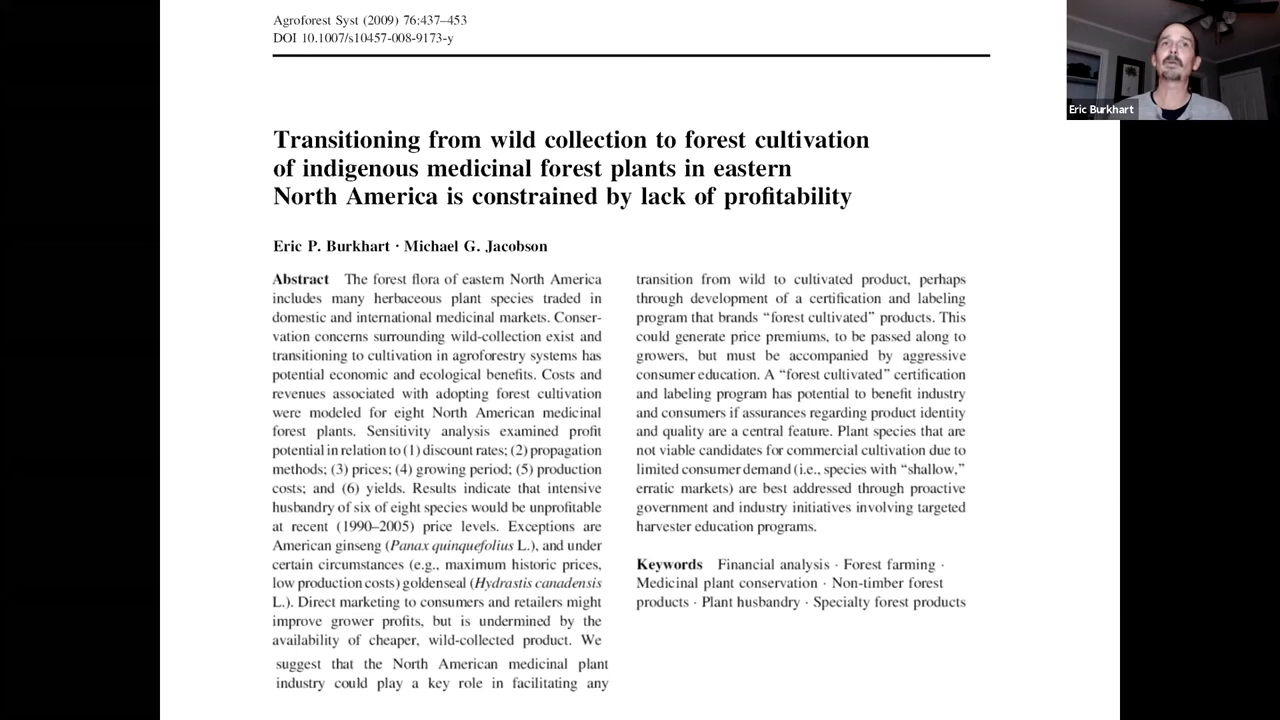 Agroforest Syst (2009) 76:437–453
DOI 10.1007/s10457-008-9173-y
Eric Burkhart
Transitioning from wild collection to forest cultivation
of indigenous medicinal forest plants in eastern
North America is constrained by lack of profitability
Eric P. Burkhart · Michael G. Jacobson
Abstract The forest flora of eastern North America
includes many herbaceous plant species traded in
domestic and international medicinal markets. Conser-
vation concerns surrounding wild-collection exist and
transitioning to cultivation in agroforestry systems has
potential economic and ecological benefits. Costs and
revenues associated with adopting forest cultivation
were modeled for eight North American medicinal
forest plants. Sensitivity analysis examined profit
potential in relation to (1) discount rates; (2) propagation
methods; (3) prices; (4) growing period; (5) production
costs; and (6) yields. Results indicate that intensive
husbandry of six of eight species would be unprofitable
at recent (1990–2005) price levels. Exceptions are
American ginseng (Panax quinquefolius L.), and under
certain circumstances (e.g., maximum historic prices,
low production costs) goldenseal (Hydrastis canadensis
L.). Direct marketing to consumers and retailers might
improve grower profits, but is undermined by the
availability of cheaper, wild-collected product. We
suggest that the North American medicinal plant
industry could play a key role in facilitating any
transition from wild to cultivated product, perhaps
through development of a certification and labeling
program that brands “forest cultivated” products. This
could generate price premiums, to be passed along to
growers, but must be accompanied by aggressive
consumer education. A “forest cultivated” certification
and labeling program has potential to benefit industry
and consumers if assurances regarding product identity
and quality are a central feature. Plant species that are
not viable candidates for commercial cultivation due to
limited consumer demand (i.e., species with “shallow,”
erratic markets) are best addressed through proactive
government and industry initiatives involving targeted
harvester education programs.
Keywords Financial analysis · Forest farming ·
Medicinal plant conservation · Non-timber forest
products · Plant husbandry · Specialty forest products